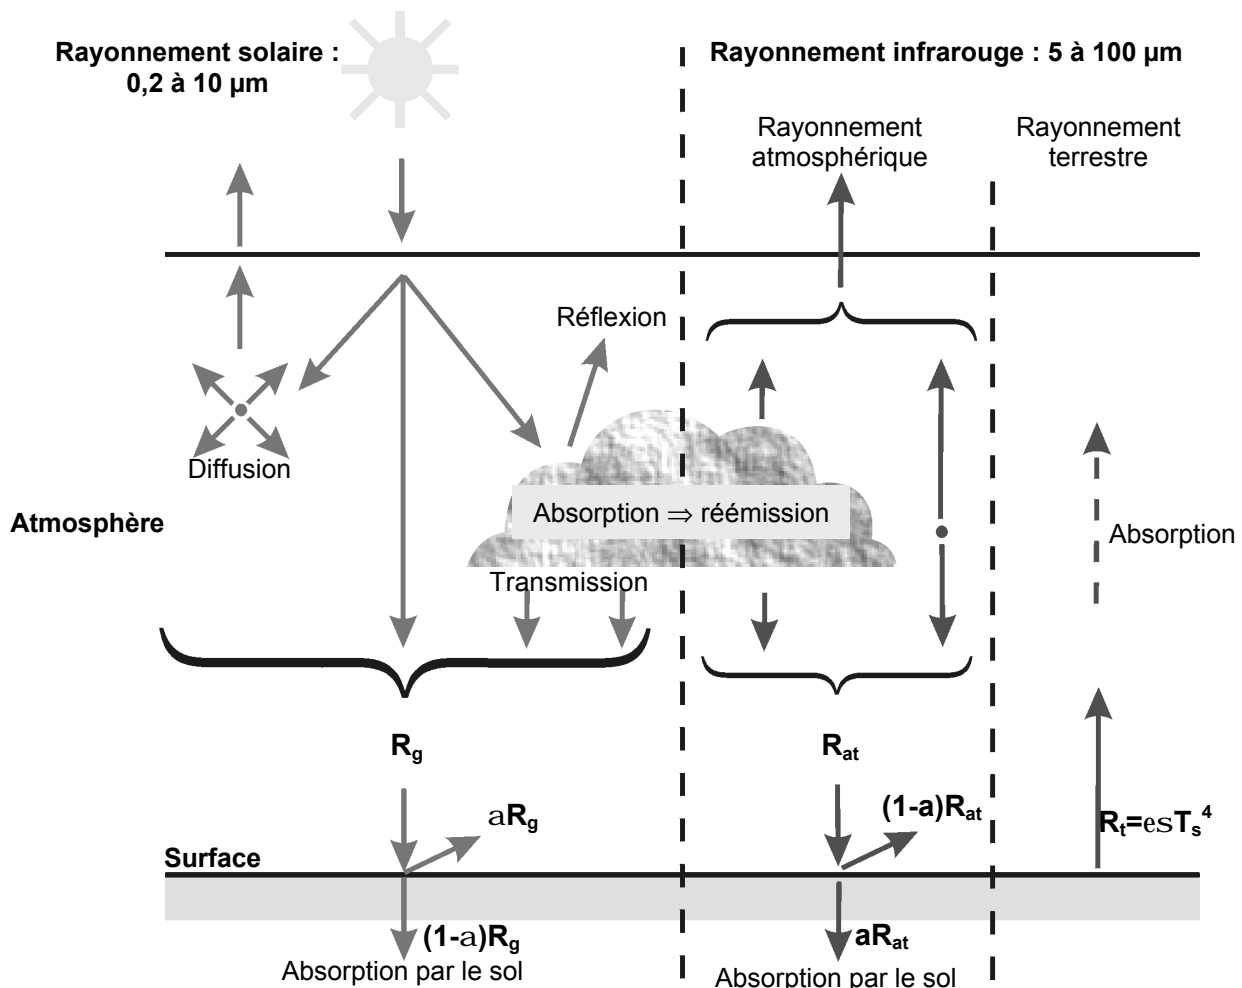 Rayonnement solaire :
0,2 à 10 µm
Rayonnement infrarouge : 5 à 100 µm
Rayonnement
atmosphérique
Rayonnement
terrestre
Réflexion
Diffusion
Atmosphère
Absorption ⇒ réémission
Absorption
Transmission
Rg
Rat
aRg
(1-a)Rat
Rt=esTs4
Surface
(1-a)Rg
aRat
Absorption par le sol
Absorption par le sol